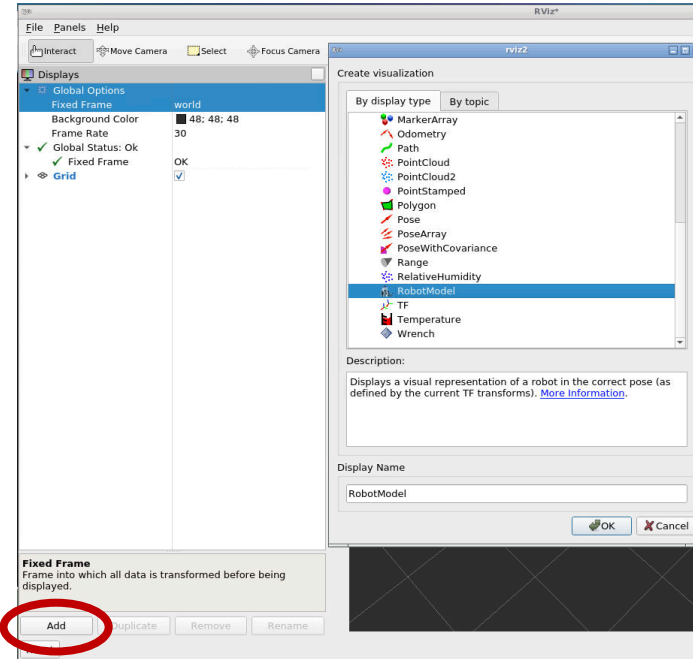 RViz*
File Panels Help
Interact Move Camera Select Focus Camera
Displays
Global Options
Fixed Frame world
Background Color 48; 48; 48
Frame Rate 30
Global Status: Ok
Fixed Frame OK
Grid
rviz2
Create visualization
By display type By topic
MarkerArray
Odometry
Path
PointCloud
PointCloud2
PointStamped
Polygon
Pose
PoseArray
PoseWithCovariance
Range
RelativeHumidity
RobotModel
TF
Temperature
Wrench
Description:
Displays a visual representation of a robot in the correct pose (as
defined by the current TF transforms). More Information.
Display Name
RobotModel
OK Cancel
Fixed Frame
Frame into which all data is transformed before being
displayed.
Add Duplicate Remove Rename